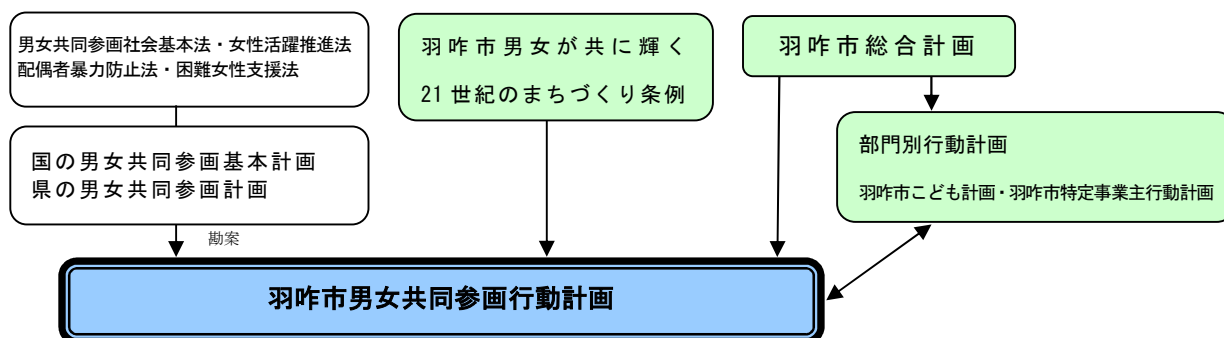 男女共同参画社会基本法・女性活躍推進法
配偶者暴力防止法・困難女性支援法
国の男女共同参画基本計画
県の男女共同参画計画
勘案
羽咋市男女が共に輝く
21世紀のまちづくり条例
羽咋市総合計画
部門別行動計画
羽咋市こども計画・羽咋市特定事業主行動計画
羽咋市男女共同参画行動計画